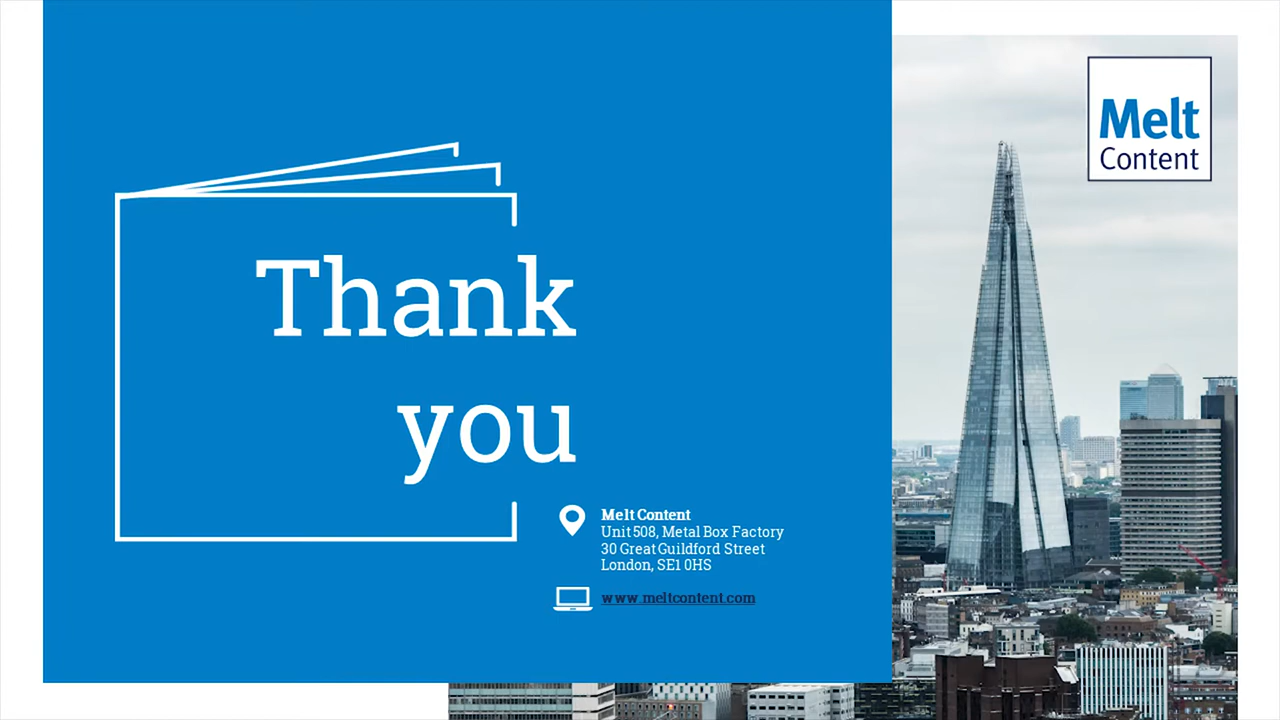 Melt
Content
Thank
you
Melt Content
Unit 508, Metal Box Factory
30 Great Guildford Street
London, SE1 0HS
www.meltcontent.com